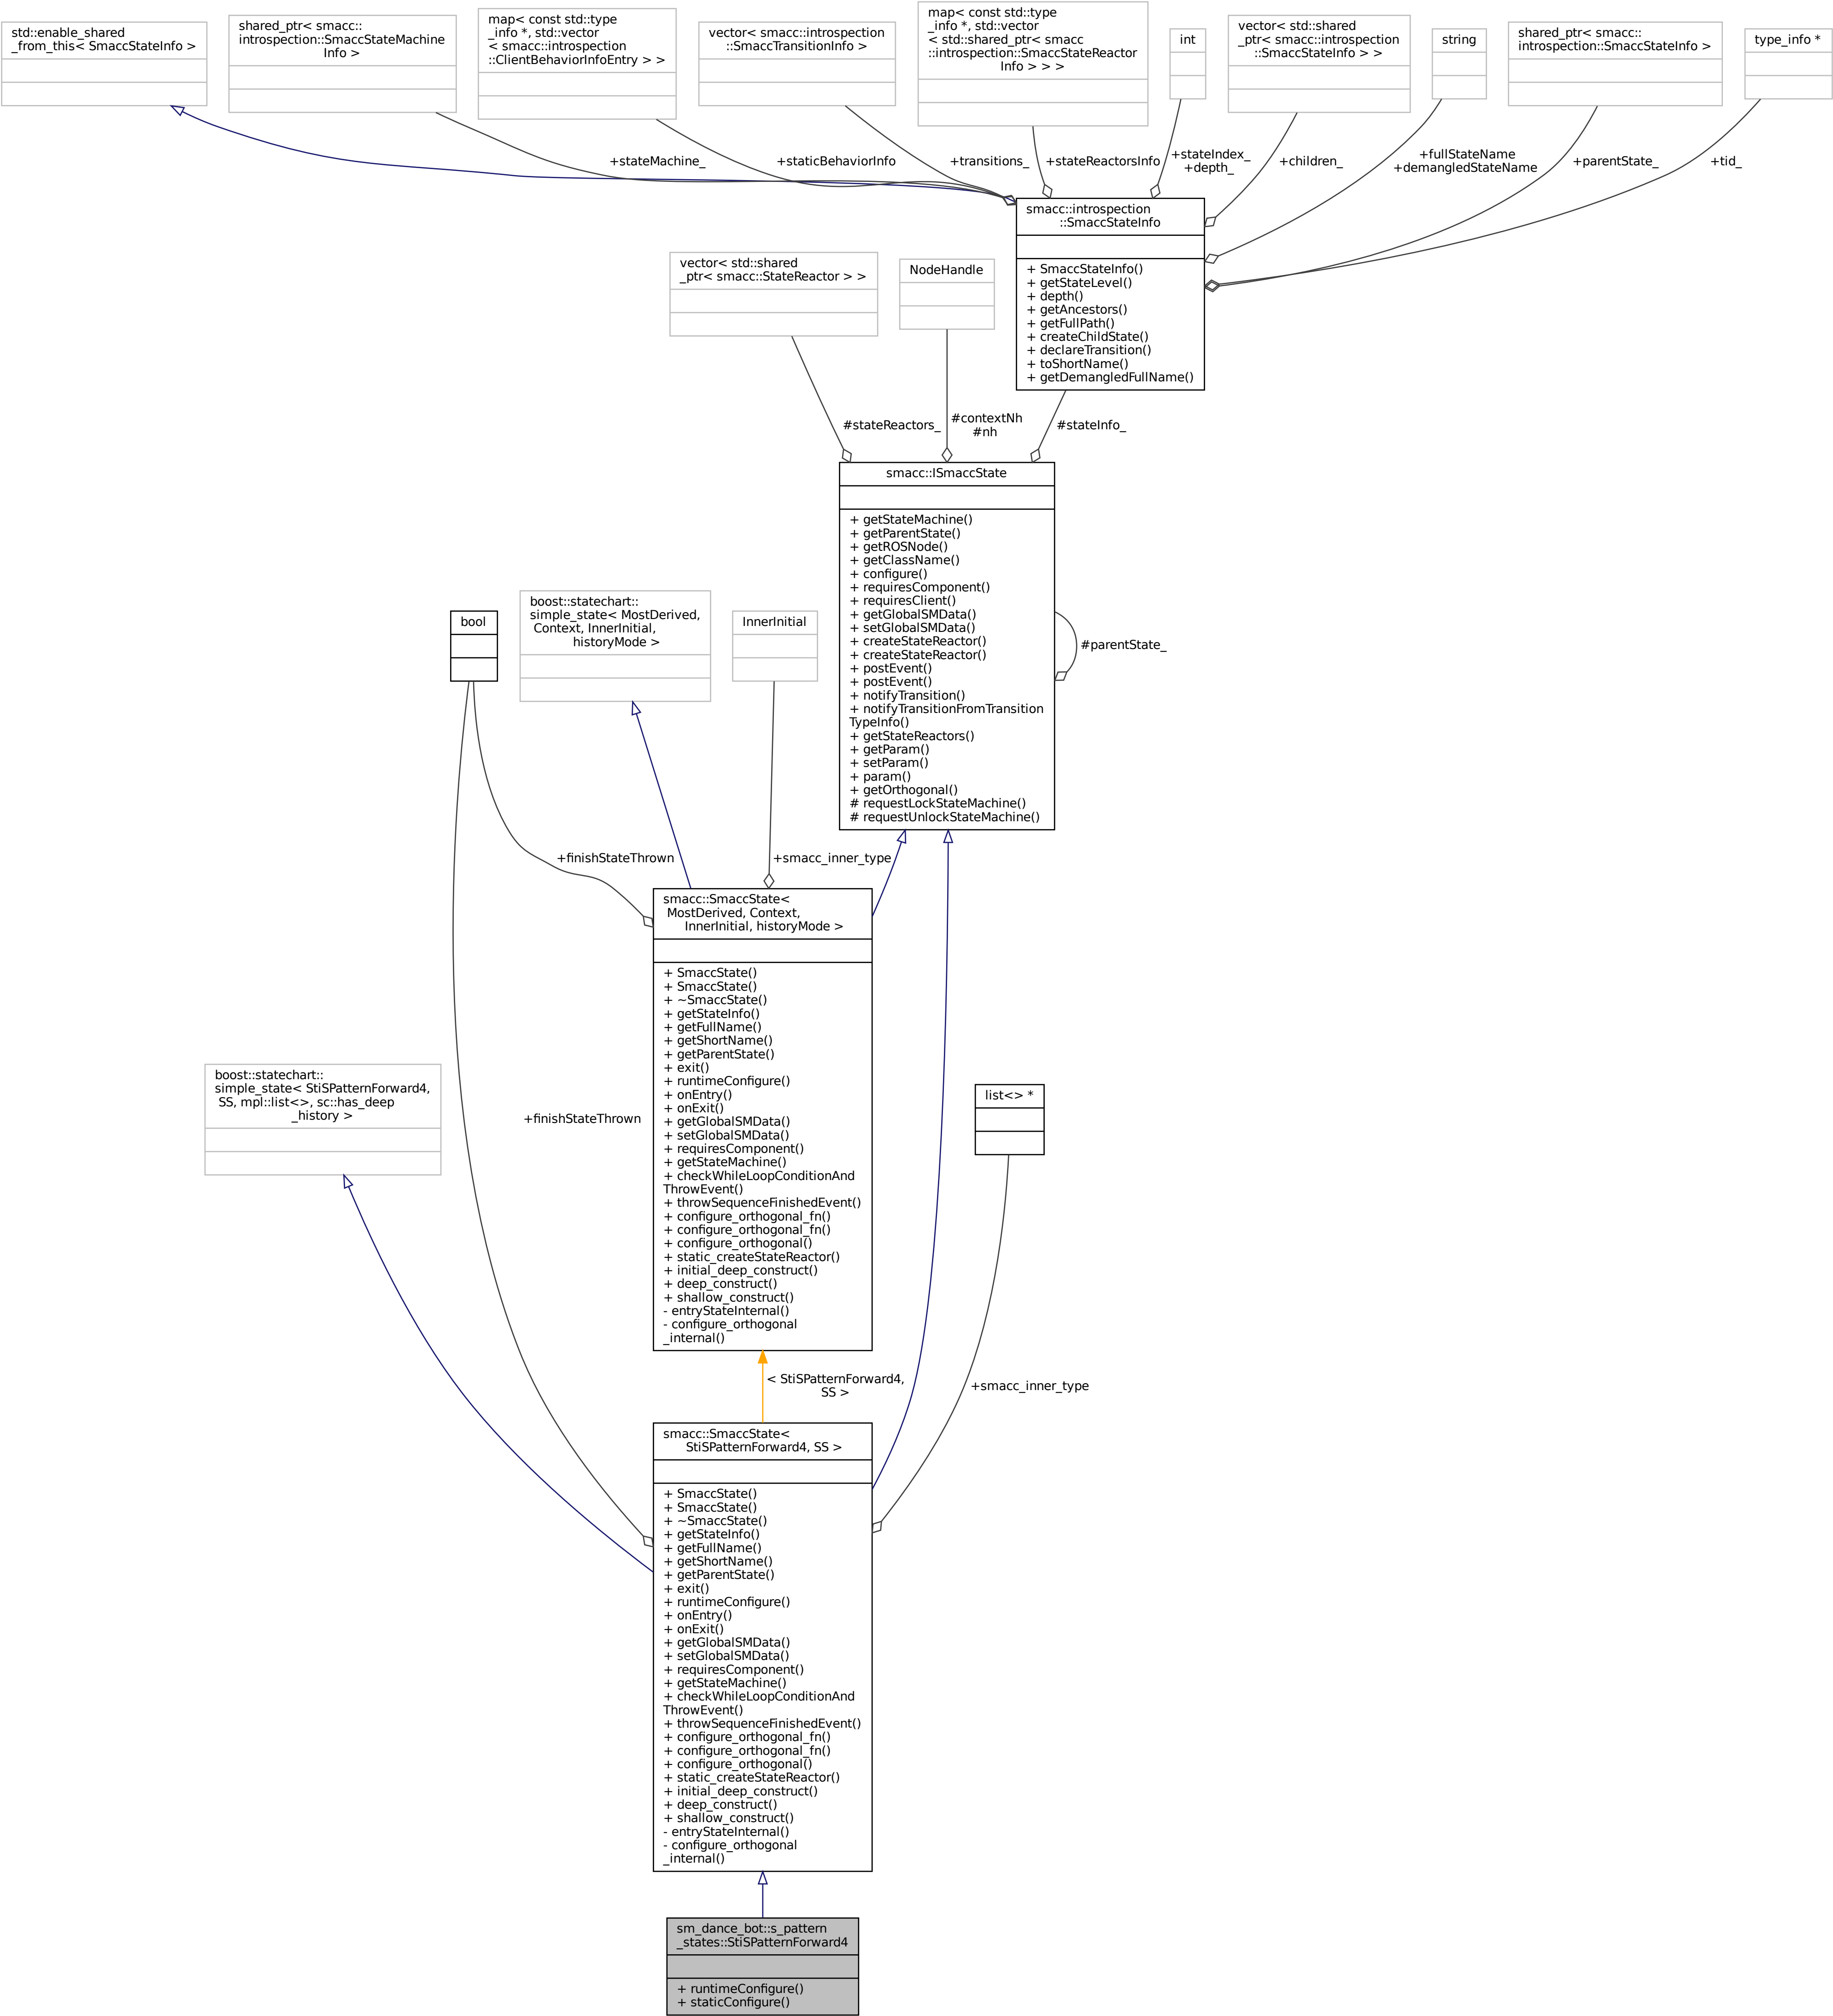 std::enable_shared
_from_this< SmaccStateInfo >
shared_ptr< smacc::
introspection::SmaccStateMachine
Info >
map< const std::type
_info *, std::vector
< smacc::introspection
::ClientBehaviorInfoEntry > >
vector< smacc::introspection
::SmaccTransitionInfo >
map< const std::type
_info *, std::vector
< std::shared_ptr< smacc
::introspection::SmaccStateReactor
Info > > >
int
vector< std::shared
_ptr< smacc::introspection
::SmaccStateInfo > >
string
shared_ptr< smacc::
introspection::SmaccStateInfo >
type_info *
+stateMachine_
+staticBehaviorInfo
+transitions_
+stateReactorsInfo
+stateIndex_
+depth_
+children_
+fullStateName
+demangledStateName
+parentState_
+tid_
smacc::introspection
::SmaccStateInfo
+ SmaccStateInfo()
+ getStateLevel()
+ depth()
+ getAncestors()
+ getFullPath()
+ createChildState()
+ declareTransition()
+ toShortName()
+ getDemangledFullName()
vector< std::shared
_ptr< smacc::StateReactor > >
NodeHandle
#stateReactors_
#contextNh
#nh
#stateInfo_
smacc::ISmaccState
+ getStateMachine()
+ getParentState()
+ getROSNode()
+ getClassName()
+ configure()
+ requiresComponent()
+ requiresClient()
+ getGlobalSMData()
+ setGlobalSMData()
+ createStateReactor()
+ createStateReactor()
+ postEvent()
+ postEvent()
+ notifyTransition()
+ notifyTransitionFromTransition
TypeInfo()
+ getStateReactors()
+ getParam()
+ setParam()
+ param()
+ getOrthogonal()
# requestLockStateMachine()
# requestUnlockStateMachine()
#parentState_
bool
boost::statechart::
simple_state< MostDerived,
Context, InnerInitial,
historyMode >
InnerInitial
+finishStateThrown
+smacc_inner_type
smacc::SmaccState<
MostDerived, Context,
InnerInitial, historyMode >
+ SmaccState()
+ SmaccState()
+ ~SmaccState()
+ getStateInfo()
+ getFullName()
+ getShortName()
+ getParentState()
+ exit()
+ runtimeConfigure()
+ onEntry()
+ onExit()
+ getGlobalSMData()
+ setGlobalSMData()
+ requiresComponent()
+ getStateMachine()
+ checkWhileLoopConditionAnd
ThrowEvent()
+ throwSequenceFinishedEvent()
+ configure_orthogonal_fn()
+ configure_orthogonal_fn()
+ configure_orthogonal()
+ static_createStateReactor()
+ initial_deep_construct()
+ deep_construct()
+ shallow_construct()
- entryStateInternal()
- configure_orthogonal
_internal()
boost::statechart::
simple_state< StiSPatternForward4,
SS, mpl::list<>, sc::has_deep
_history >
+finishStateThrown
list<> *
< StiSPatternForward4,
SS >
+smacc_inner_type
smacc::SmaccState<
StiSPatternForward4, SS >
+ SmaccState()
+ SmaccState()
+ ~SmaccState()
+ getStateInfo()
+ getFullName()
+ getShortName()
+ getParentState()
+ exit()
+ runtimeConfigure()
+ onEntry()
+ onExit()
+ getGlobalSMData()
+ setGlobalSMData()
+ requiresComponent()
+ getStateMachine()
+ checkWhileLoopConditionAnd
ThrowEvent()
+ throwSequenceFinishedEvent()
+ configure_orthogonal_fn()
+ configure_orthogonal_fn()
+ configure_orthogonal()
+ static_createStateReactor()
+ initial_deep_construct()
+ deep_construct()
+ shallow_construct()
- entryStateInternal()
- configure_orthogonal
_internal()
sm_dance_bot::s_pattern
_states::StiSPatternForward4
+ runtimeConfigure()
+ staticConfigure()